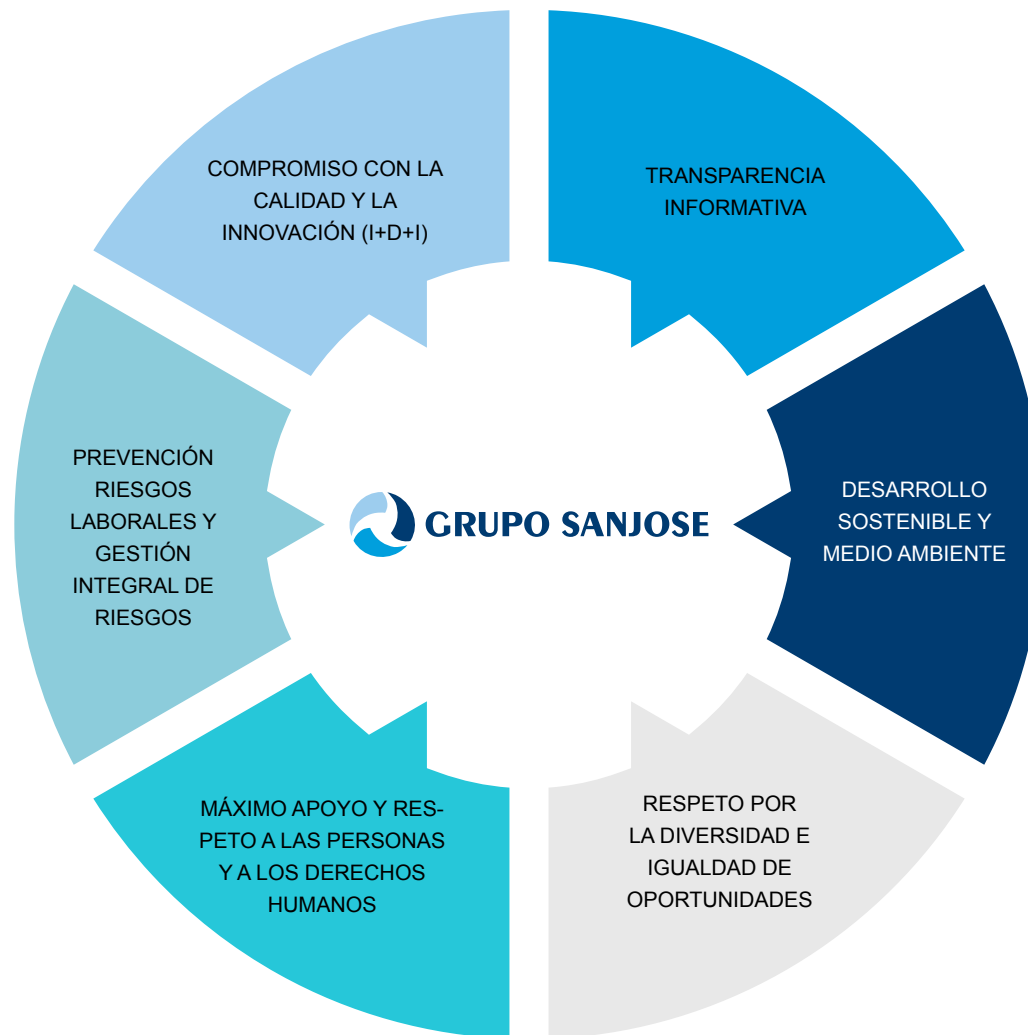 COMPROMISO CON LA
CALIDAD Y LA
INNOVACIÓN (I+D+I)
TRANSPARENCIA
INFORMATIVA
PREVENCIÓN
RIESGOS
LABORALES Y
GESTIÓN
INTEGRAL DE
RIESGOS
GRUPO SANJOSE
DESARROLLO
SOSTENIBLE Y
MEDIO AMBIENTE
MÁXIMO APOYO Y RES-
PETO A LAS PERSONAS
Y A LOS DERECHOS
HUMANOS
RESPETO POR
LA DIVERSIDAD E
IGUALDAD DE
OPORTUNIDADES